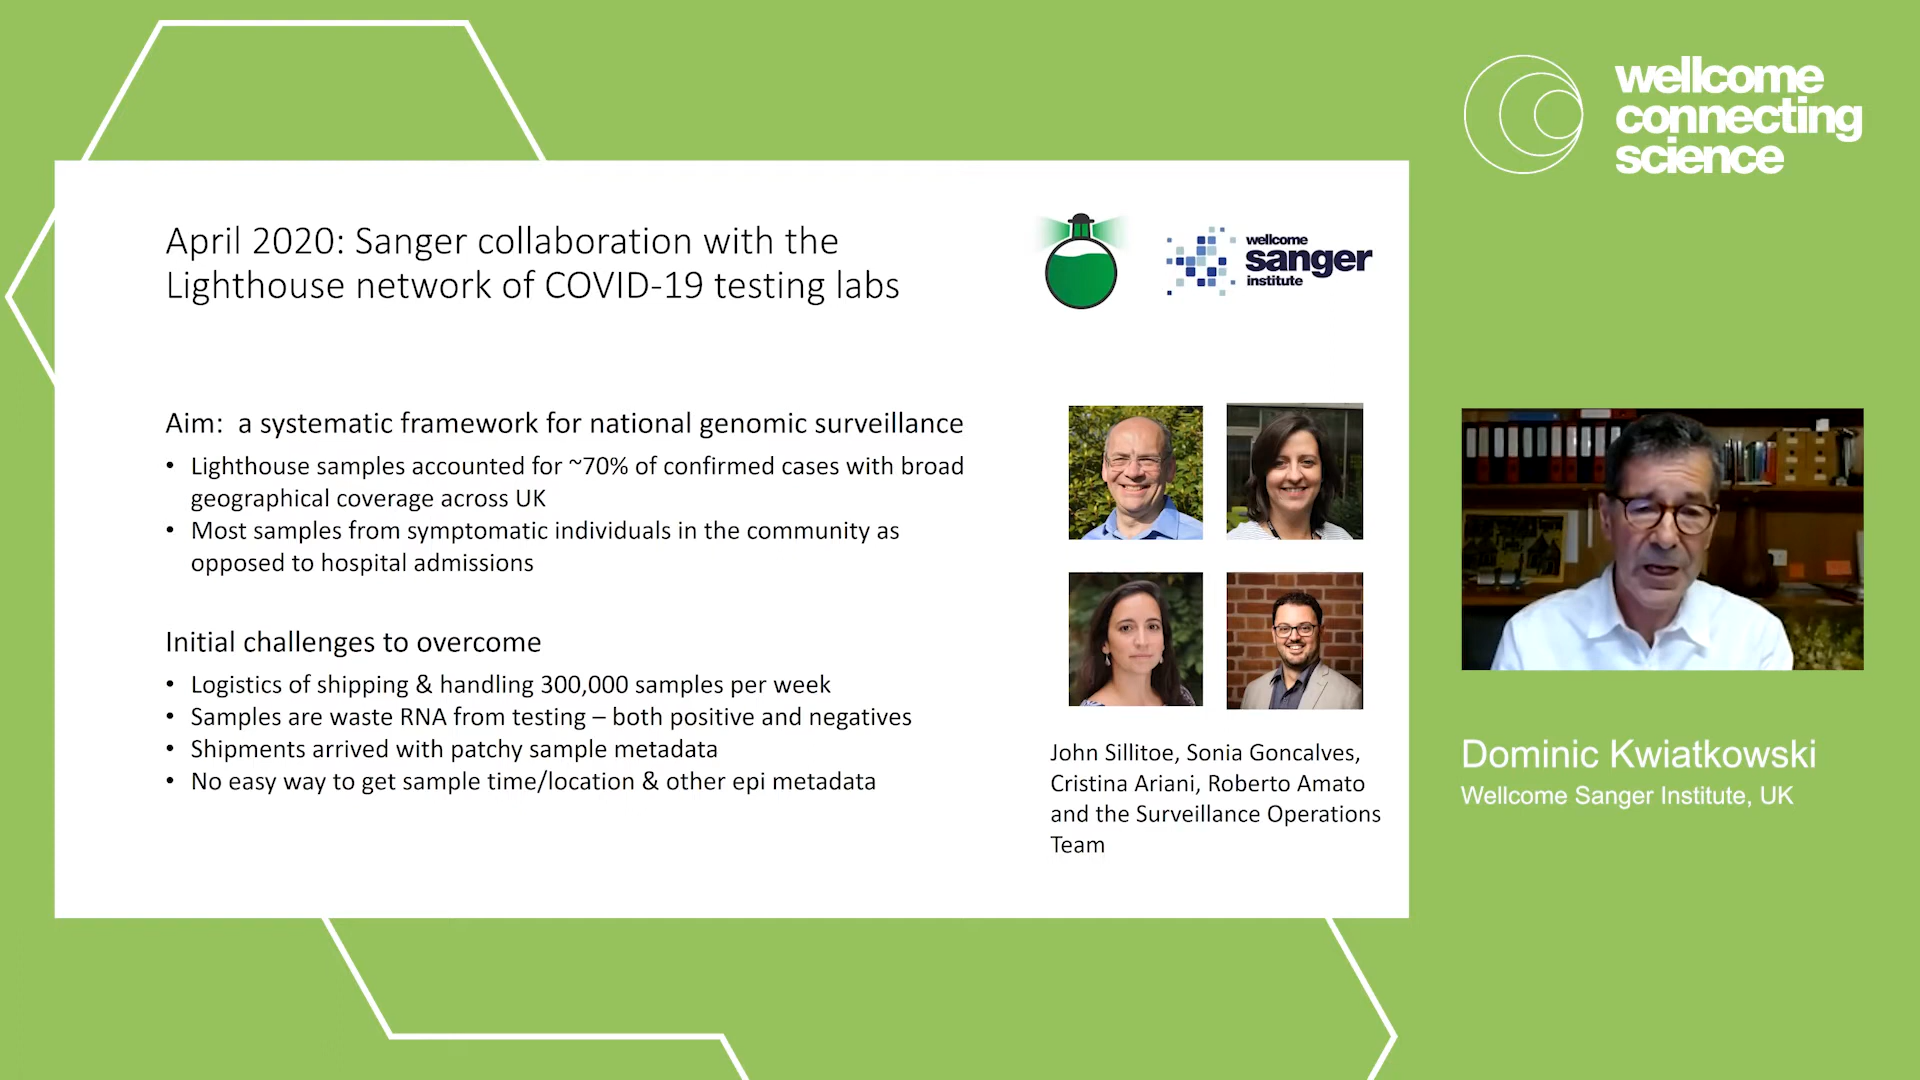 wellcome
connecting
science
April 2020: Sanger collaboration with the
Lighthouse network of COVID-19 testing labs
wellcome
sanger
institute
Aim:  a systematic framework for national genomic surveillance
• Lighthouse samples accounted for ~70% of confirmed cases with broad
geographical coverage across UK
• Most samples from symptomatic individuals in the community as
opposed to hospital admissions
Initial challenges to overcome
• Logistics of shipping & handling 300,000 samples per week
• Samples are waste RNA from testing – both positive and negatives
• Shipments arrived with patchy sample metadata
• No easy way to get sample time/location & other epi metadata
John Sillitoe, Sonia Goncalves,
Cristina Ariani, Roberto Amato
and the Surveillance Operations
Team
Dominic Kwiatkowski
Wellcome Sanger Institute, UK